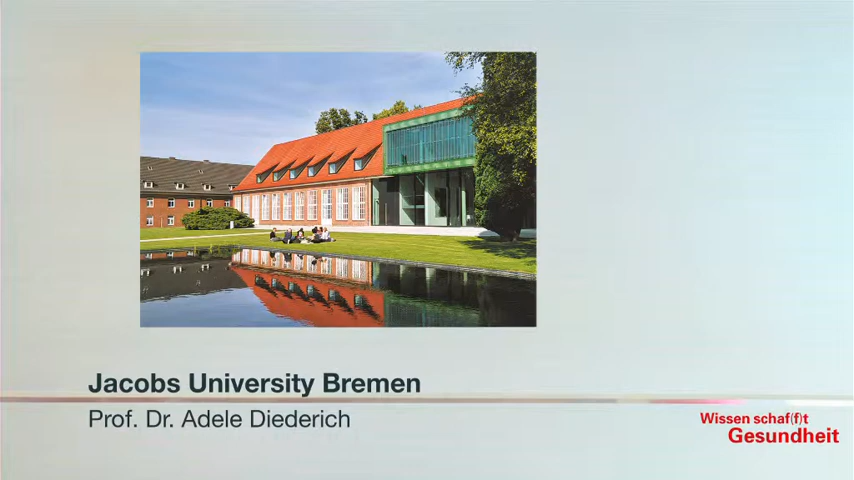 Jacobs University Bremen
Prof. Dr. Adele Diederich
Wissen schaf(f)t
Gesundheit